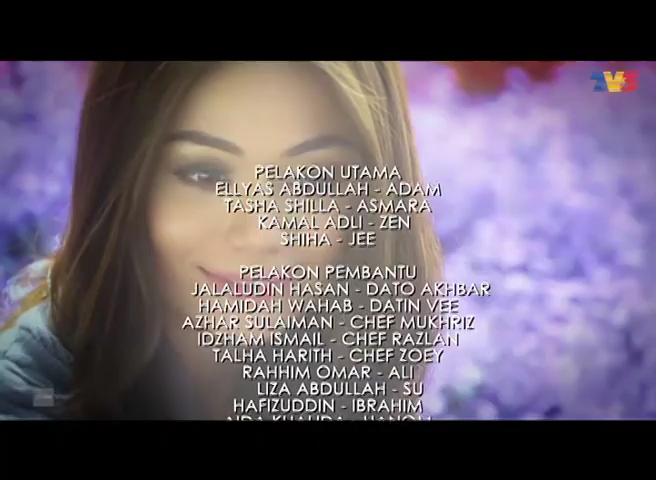 TV3
PELAKON UTAMA
ELLYAS ABDULLAH - ADAM
TASHA SHILLA - ASMARA
KAMAL ADLI - ZEN
SHIHA - JEE
PELAKON PEMBANTU
JALALUDIN HASAN - DATO AKHBAR
HAMIDAH WAHAB - DATIN VEE
AZHAR SULAIMAN - CHEF MUKHRIZ
IDZHAM ISMAIL - CHEF RAZLAN
TALHA HARITH - CHEF ZOEY
RAHHIM OMAR - ALI
LIZA ABDULLAH - SU
HAFIZUDDIN - IBRAHIM